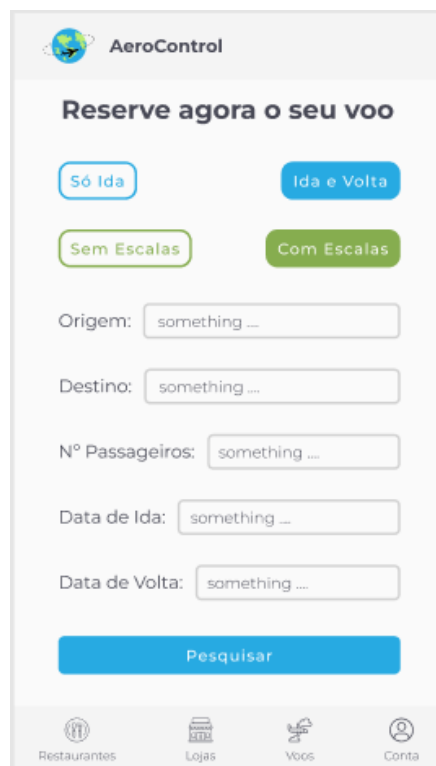 AeroControl
Reserve agora o seu voo
Só Ida Ida e Volta
Sem Escalas Com Escalas
Origem: something ....
Destino: something ....
Nº Passageiros: something ....
Data de Ida: something ....
Data de Volta: something ....
Pesquisar
Restaurantes Lojas Voos Conta